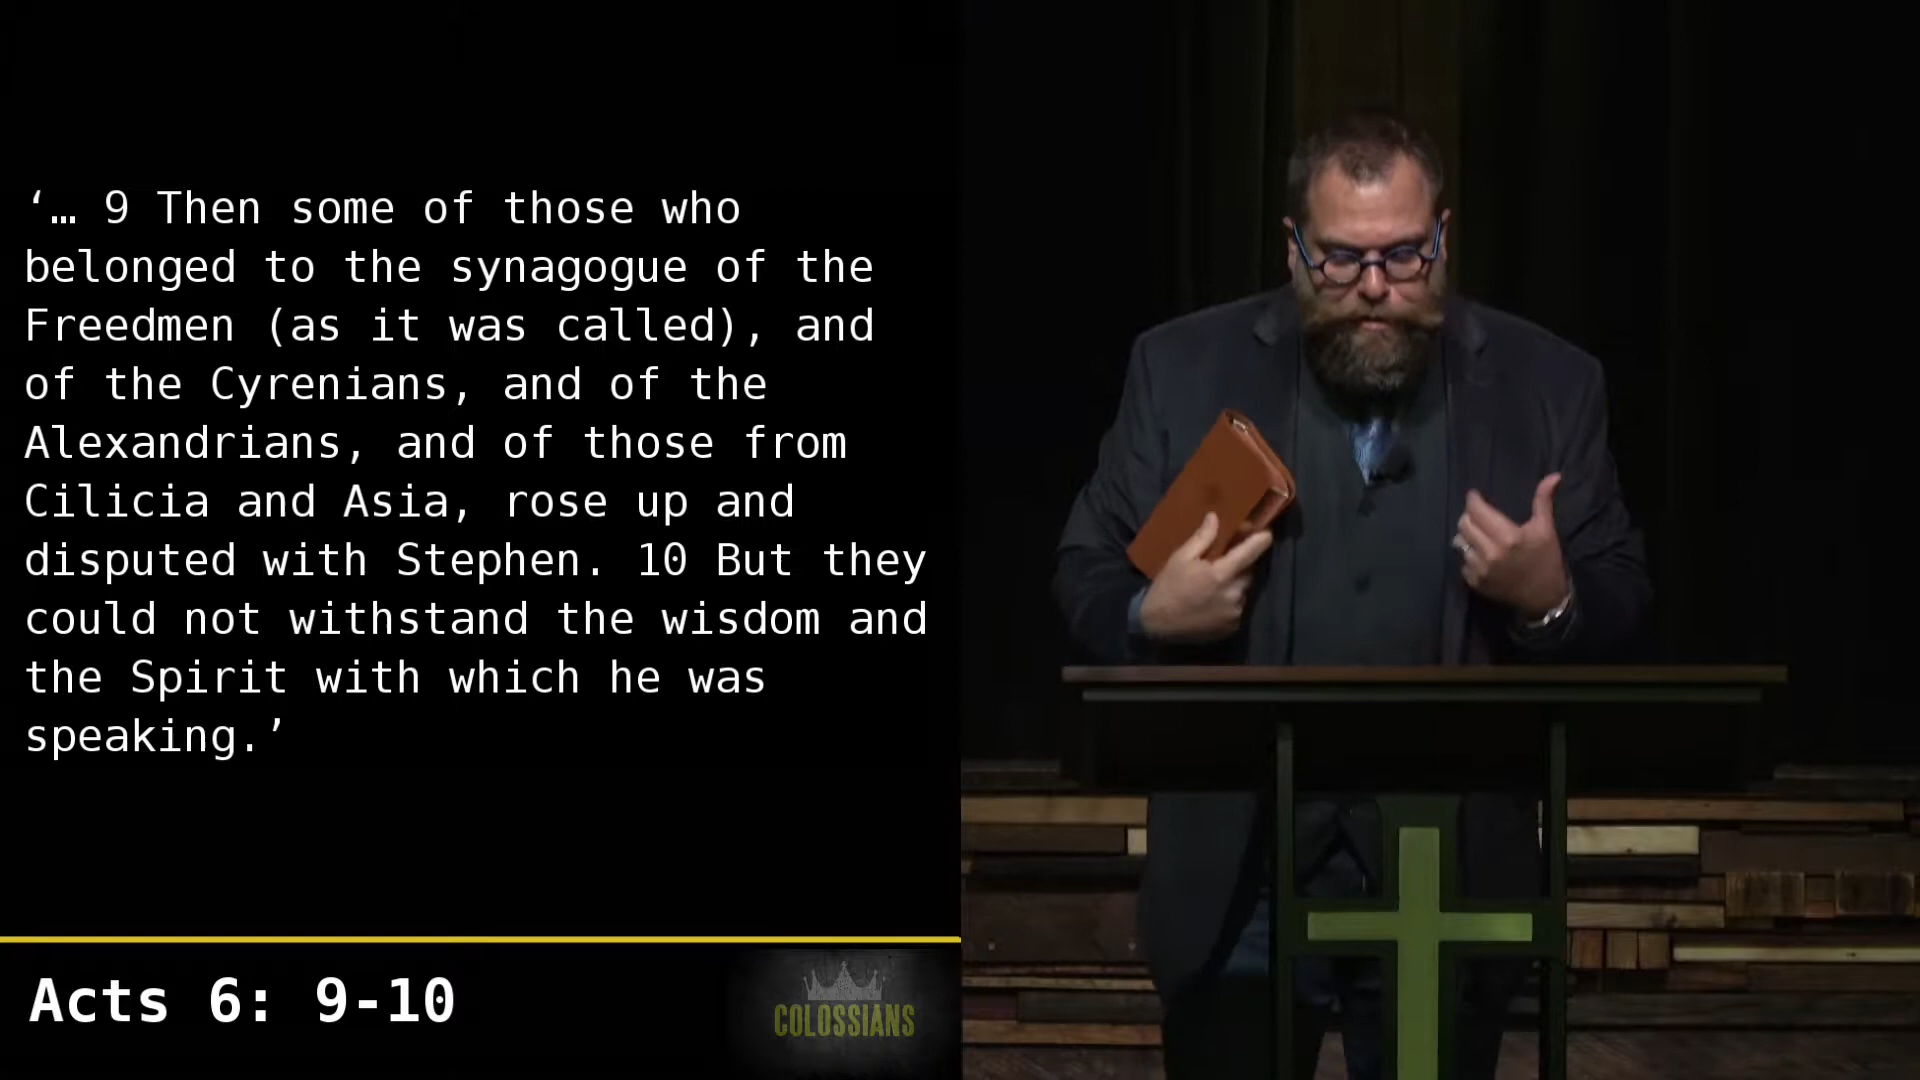 ‘… 9 Then some of those who
belonged to the synagogue of the
Freedmen (as it was called), and
of the Cyrenians, and of the
Alexandrians, and of those from
Cilicia and Asia, rose up and
disputed with Stephen. 10 But they
could not withstand the wisdom and
the Spirit with which he was
speaking.’
Acts 6: 9-10
COLOSSIANS